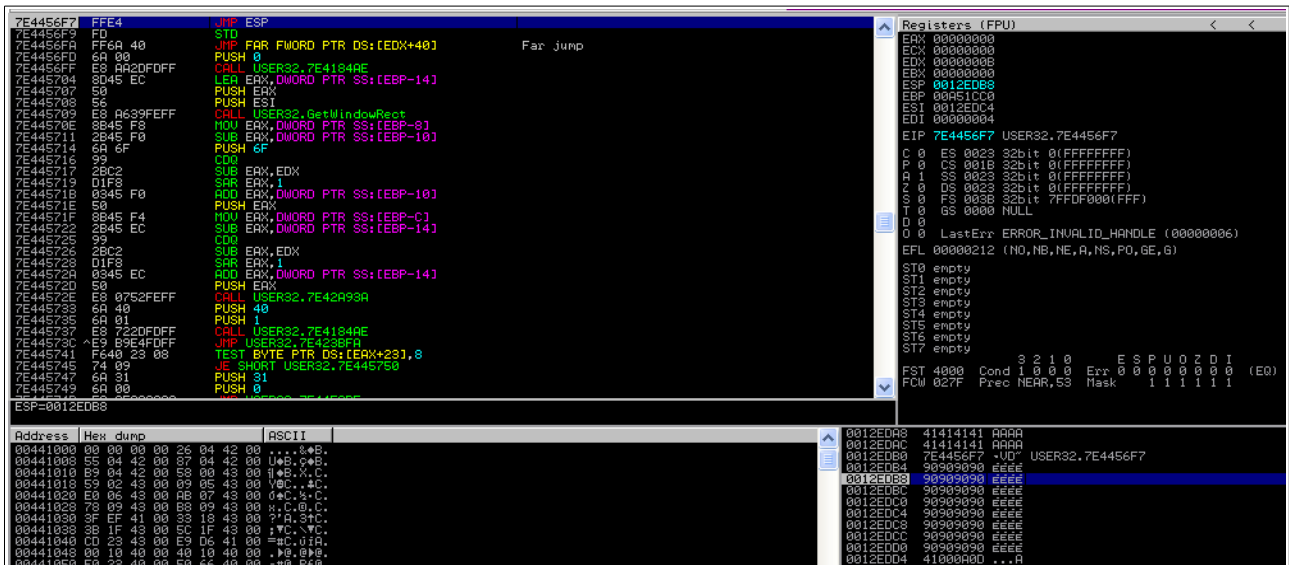 7E4456F7 FFE4 JMP ESP
7E4456F9 FD STD
7E4456FA FF6A 40 JMP FAR FWORD PTR DS:[EDX+40] Far jump
7E4456FD 6A 00 PUSH 0
7E4456FF E8 AA2DFDFF CALL USER32.7E4184AE
7E445704 8D45 EC LEA EAX,DWORD PTR SS:[EBP-14]
7E445707 50 PUSH EAX
7E445708 56 PUSH ESI
7E445709 E8 A639FEFF CALL USER32.GetWindowRect
7E44570E 8B45 F8 MOV EAX,DWORD PTR SS:[EBP-8]
7E445711 2B45 F0 SUB EAX,DWORD PTR SS:[EBP-10]
7E445714 6A 6F PUSH 6F
7E445716 99 CDQ
7E445717 2BC2 SUB EAX,EDX
7E445719 D1F8 SAR EAX,1
7E44571B 0345 F0 ADD EAX,DWORD PTR SS:[EBP-10]
7E44571E 50 PUSH EAX
7E44571F 8B45 F4 MOV EAX,DWORD PTR SS:[EBP-C]
7E445722 2B45 EC SUB EAX,DWORD PTR SS:[EBP-14]
7E445725 99 CDQ
7E445726 2BC2 SUB EAX,EDX
7E445728 D1F8 SAR EAX,1
7E44572A 0345 EC ADD EAX,DWORD PTR SS:[EBP-14]
7E44572D 50 PUSH EAX
7E44572E E8 0752FEFF CALL USER32.7E42A93A
7E445733 6A 40 PUSH 40
7E445735 6A 01 PUSH 1
7E445737 E8 722DFDFF CALL USER32.7E4184AE
7E44573C ^E9 B9E4FDFF JMP USER32.7E423BFA
7E445741 F640 23 08 TEST BYTE PTR DS:[EAX+23],8
7E445745 74 09 JE SHORT USER32.7E445750
7E445747 6A 31 PUSH 31
7E445749 6A 00 PUSH 0
ESP=0012EDB8
Registers (FPU) < <
EAX 00000000
ECX 00000000
EDX 0000000B
EBX 00000000
ESP 0012EDB8
EBP 00A51CC0
ESI 0012EDC4
EDI 00000004
EIP 7E4456F7 USER32.7E4456F7
C 0 ES 0023 32bit 0(FFFFFFFF)
P 0 CS 001B 32bit 0(FFFFFFFF)
A 1 SS 0023 32bit 0(FFFFFFFF)
Z 0 DS 0023 32bit 0(FFFFFFFF)
S 0 FS 003B 32bit 7FFDF000(FFF)
T 0 GS 0000 NULL
D 0
O 0 LastErr ERROR_INVALID_HANDLE (00000006)
EFL 00000212 (NO,NB,NE,A,NS,PO,GE,G)
ST0 empty
ST1 empty
ST2 empty
ST3 empty
ST4 empty
ST5 empty
ST6 empty
ST7 empty
3 2 1 0 E S P U O Z D I
FST 4000 Cond 1 0 0 0 Err 0 0 0 0 0 0 0 0 (EQ)
FCW 027F Prec NEAR,53 Mask 1 1 1 1 1 1
Address Hex dump ASCII
00441000 00 00 00 00 26 04 42 00 ....&♦B.
00441008 55 04 42 00 87 04 42 00 U♦B.ç♦B.
00441010 B9 04 42 00 58 00 43 00 ╣♦B.X.C.
00441018 59 02 43 00 09 05 43 00
00441020 E0 06 43 00 AB 07 43 00
00441028 78 09 43 00 B8 09 43 00
00441030 3F EF 41 00 33 18 43 00
00441038 3B 1F 43 00 5C 1F 43 00 ;▼C.\▼C.
00441040 CD 23 43 00 E9 D6 41 00
00441048 00 10 40 00 40 10 40 00 .►@.@►@.
0012EDA8 41414141 AAAA
0012EDAC 41414141 AAAA
0012EDB0 7E4456F7 USER32.7E4456F7
0012EDB4 90909090 ÉÉÉÉ
0012EDB8 90909090 ÉÉÉÉ
0012EDBC 90909090 ÉÉÉÉ
0012EDC0 90909090 ÉÉÉÉ
0012EDC4 90909090 ÉÉÉÉ
0012EDC8 90909090 ÉÉÉÉ
0012EDCC 90909090 ÉÉÉÉ
0012EDD0 90909090 ÉÉÉÉ
0012EDD4 41000A0D ...A